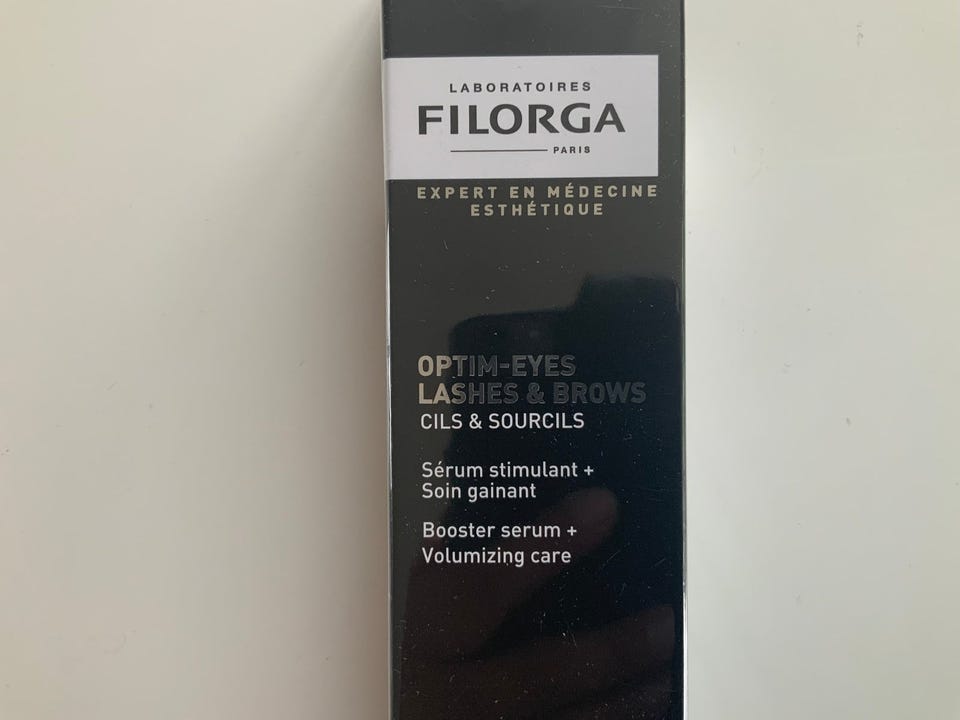 LABORATOIRES
FILORGA
PARIS
EXPERT EN MÉDECINE
ESTHÉTIQUE
OPTIM-EYES
LASHES & BROWS
CILS & SOURCILS
Sérum stimulant +
Soin gainant
Booster serum +
Volumizing care